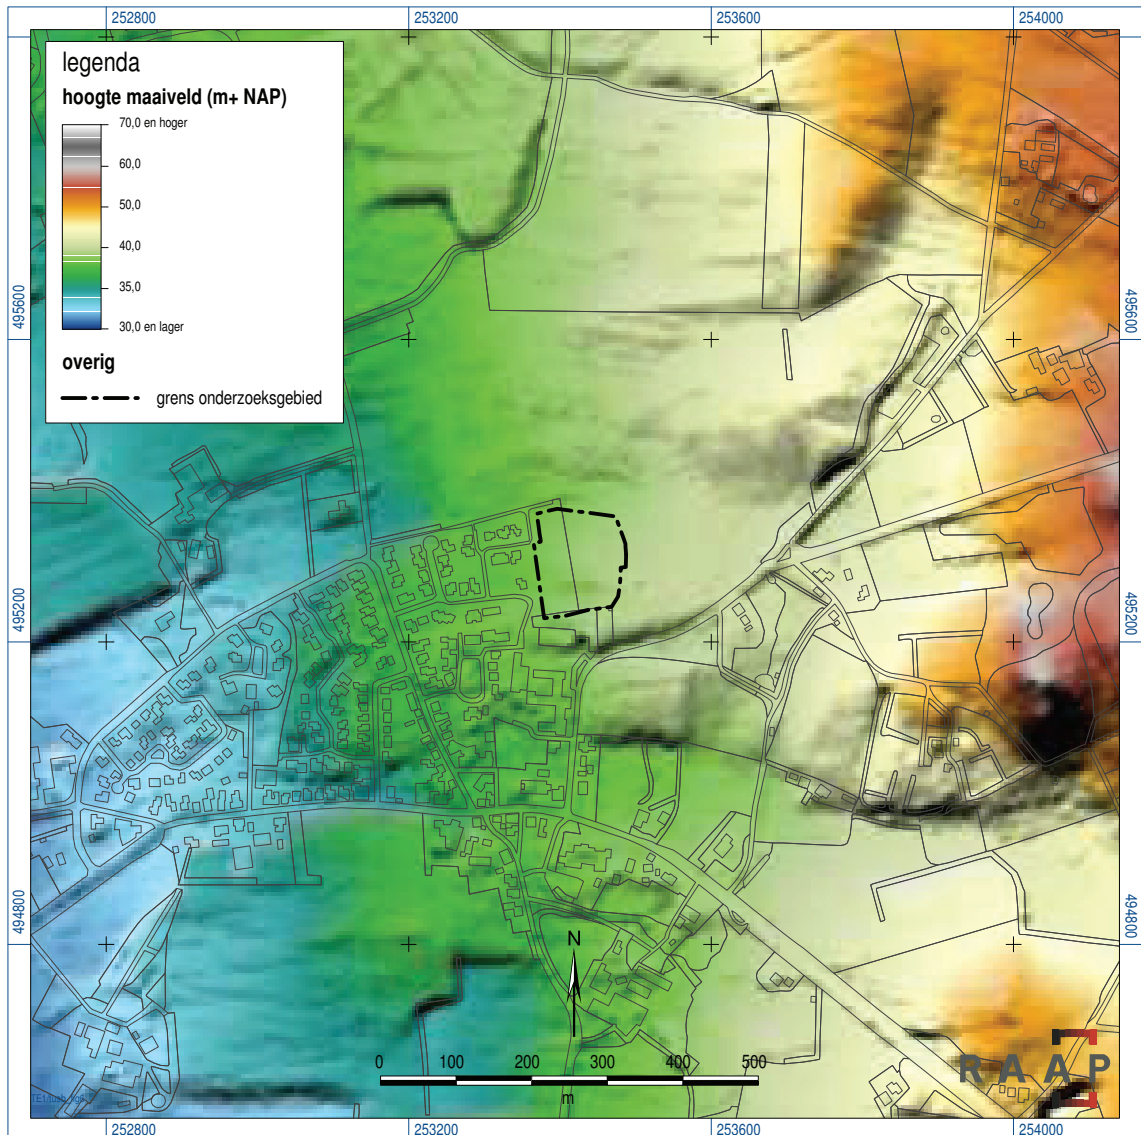 252800 253200 253600 254000
legenda
hoogte maaiveld (m+ NAP)
70,0 en hoger
60,0
50,0
40,0
35,0
30,0 en lager
overig
grens onderzoeksgebied
495600 495600
495200 495200
494800 494800
N
0 100 200 300 400 500
m
RAAP
252800 253200 253600 254000